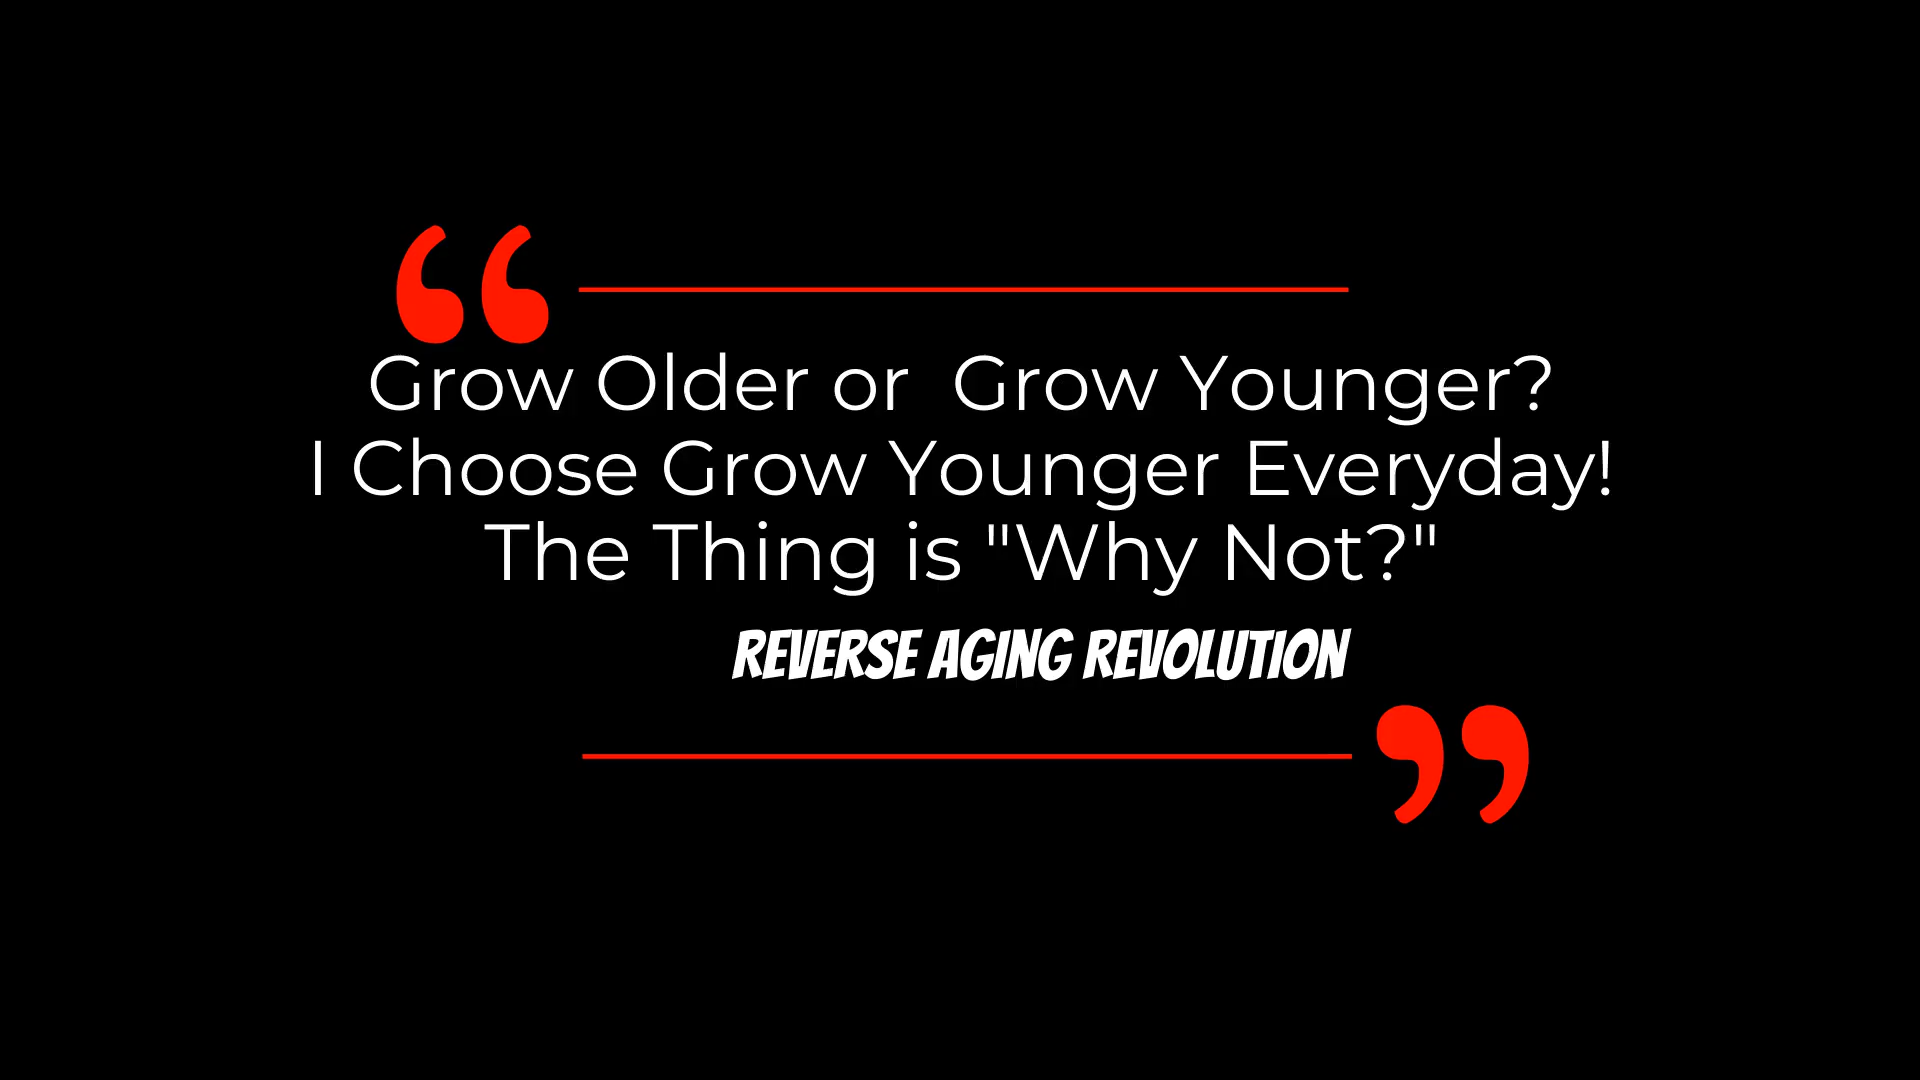 “
Grow Older or  Grow Younger?
I Choose Grow Younger Everyday!
The Thing is "Why Not?"
REVERSE AGING REVOLUTION
”